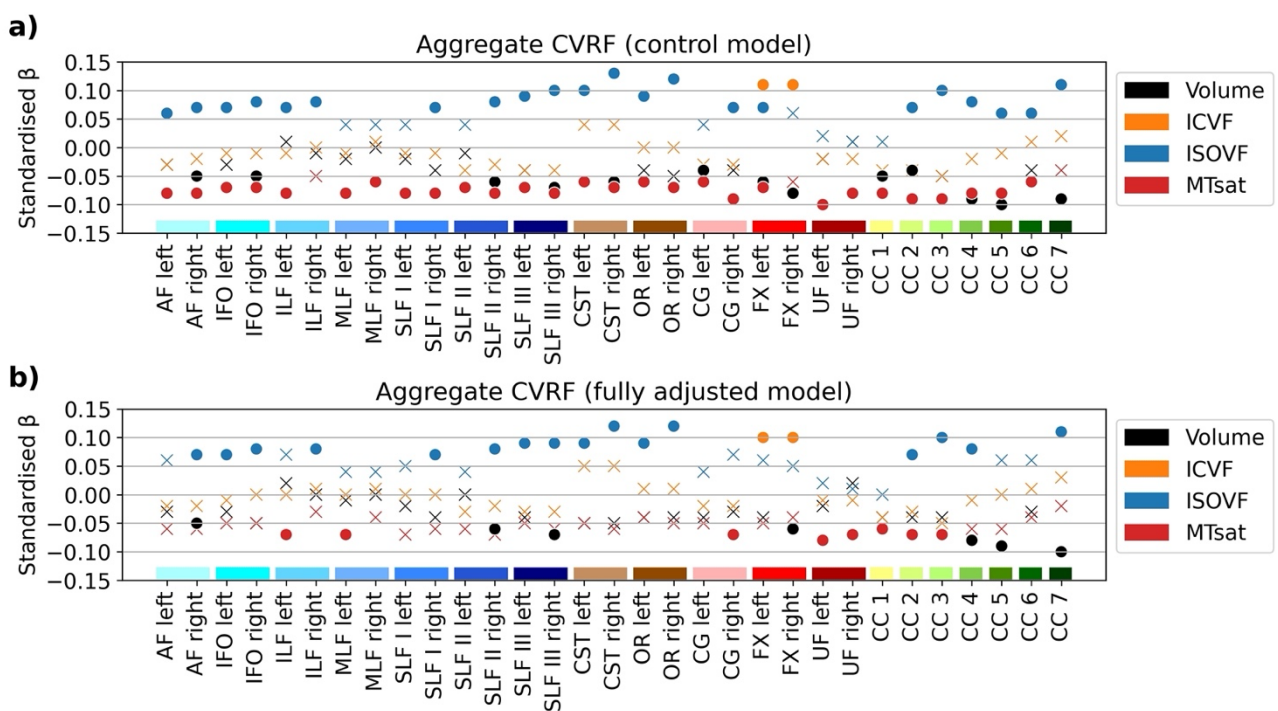 a)
Aggregate CVRF (control model)
Standardised β
0.15
0.10
0.05
0.00
−0.05
−0.10
−0.15
AF left
AF right
IFO left
IFO right
ILF left
ILF right
MLF left
MLF right
SLF I left
SLF I right
SLF II left
SLF II right
SLF III left
SLF III right
CST left
CST right
OR left
OR right
CG left
CG right
FX left
FX right
UF left
UF right
CC 1
CC 2
CC 3
CC 4
CC 5
CC 6
CC 7
Volume
ICVF
ISOVF
MTsat
b)
Aggregate CVRF (fully adjusted model)
Standardised β
0.15
0.10
0.05
0.00
−0.05
−0.10
−0.15
AF left
AF right
IFO left
IFO right
ILF left
ILF right
MLF left
MLF right
SLF I left
SLF I right
SLF II left
SLF II right
SLF III left
SLF III right
CST left
CST right
OR left
OR right
CG left
CG right
FX left
FX right
UF left
UF right
CC 1
CC 2
CC 3
CC 4
CC 5
CC 6
CC 7
Volume
ICVF
ISOVF
MTsat